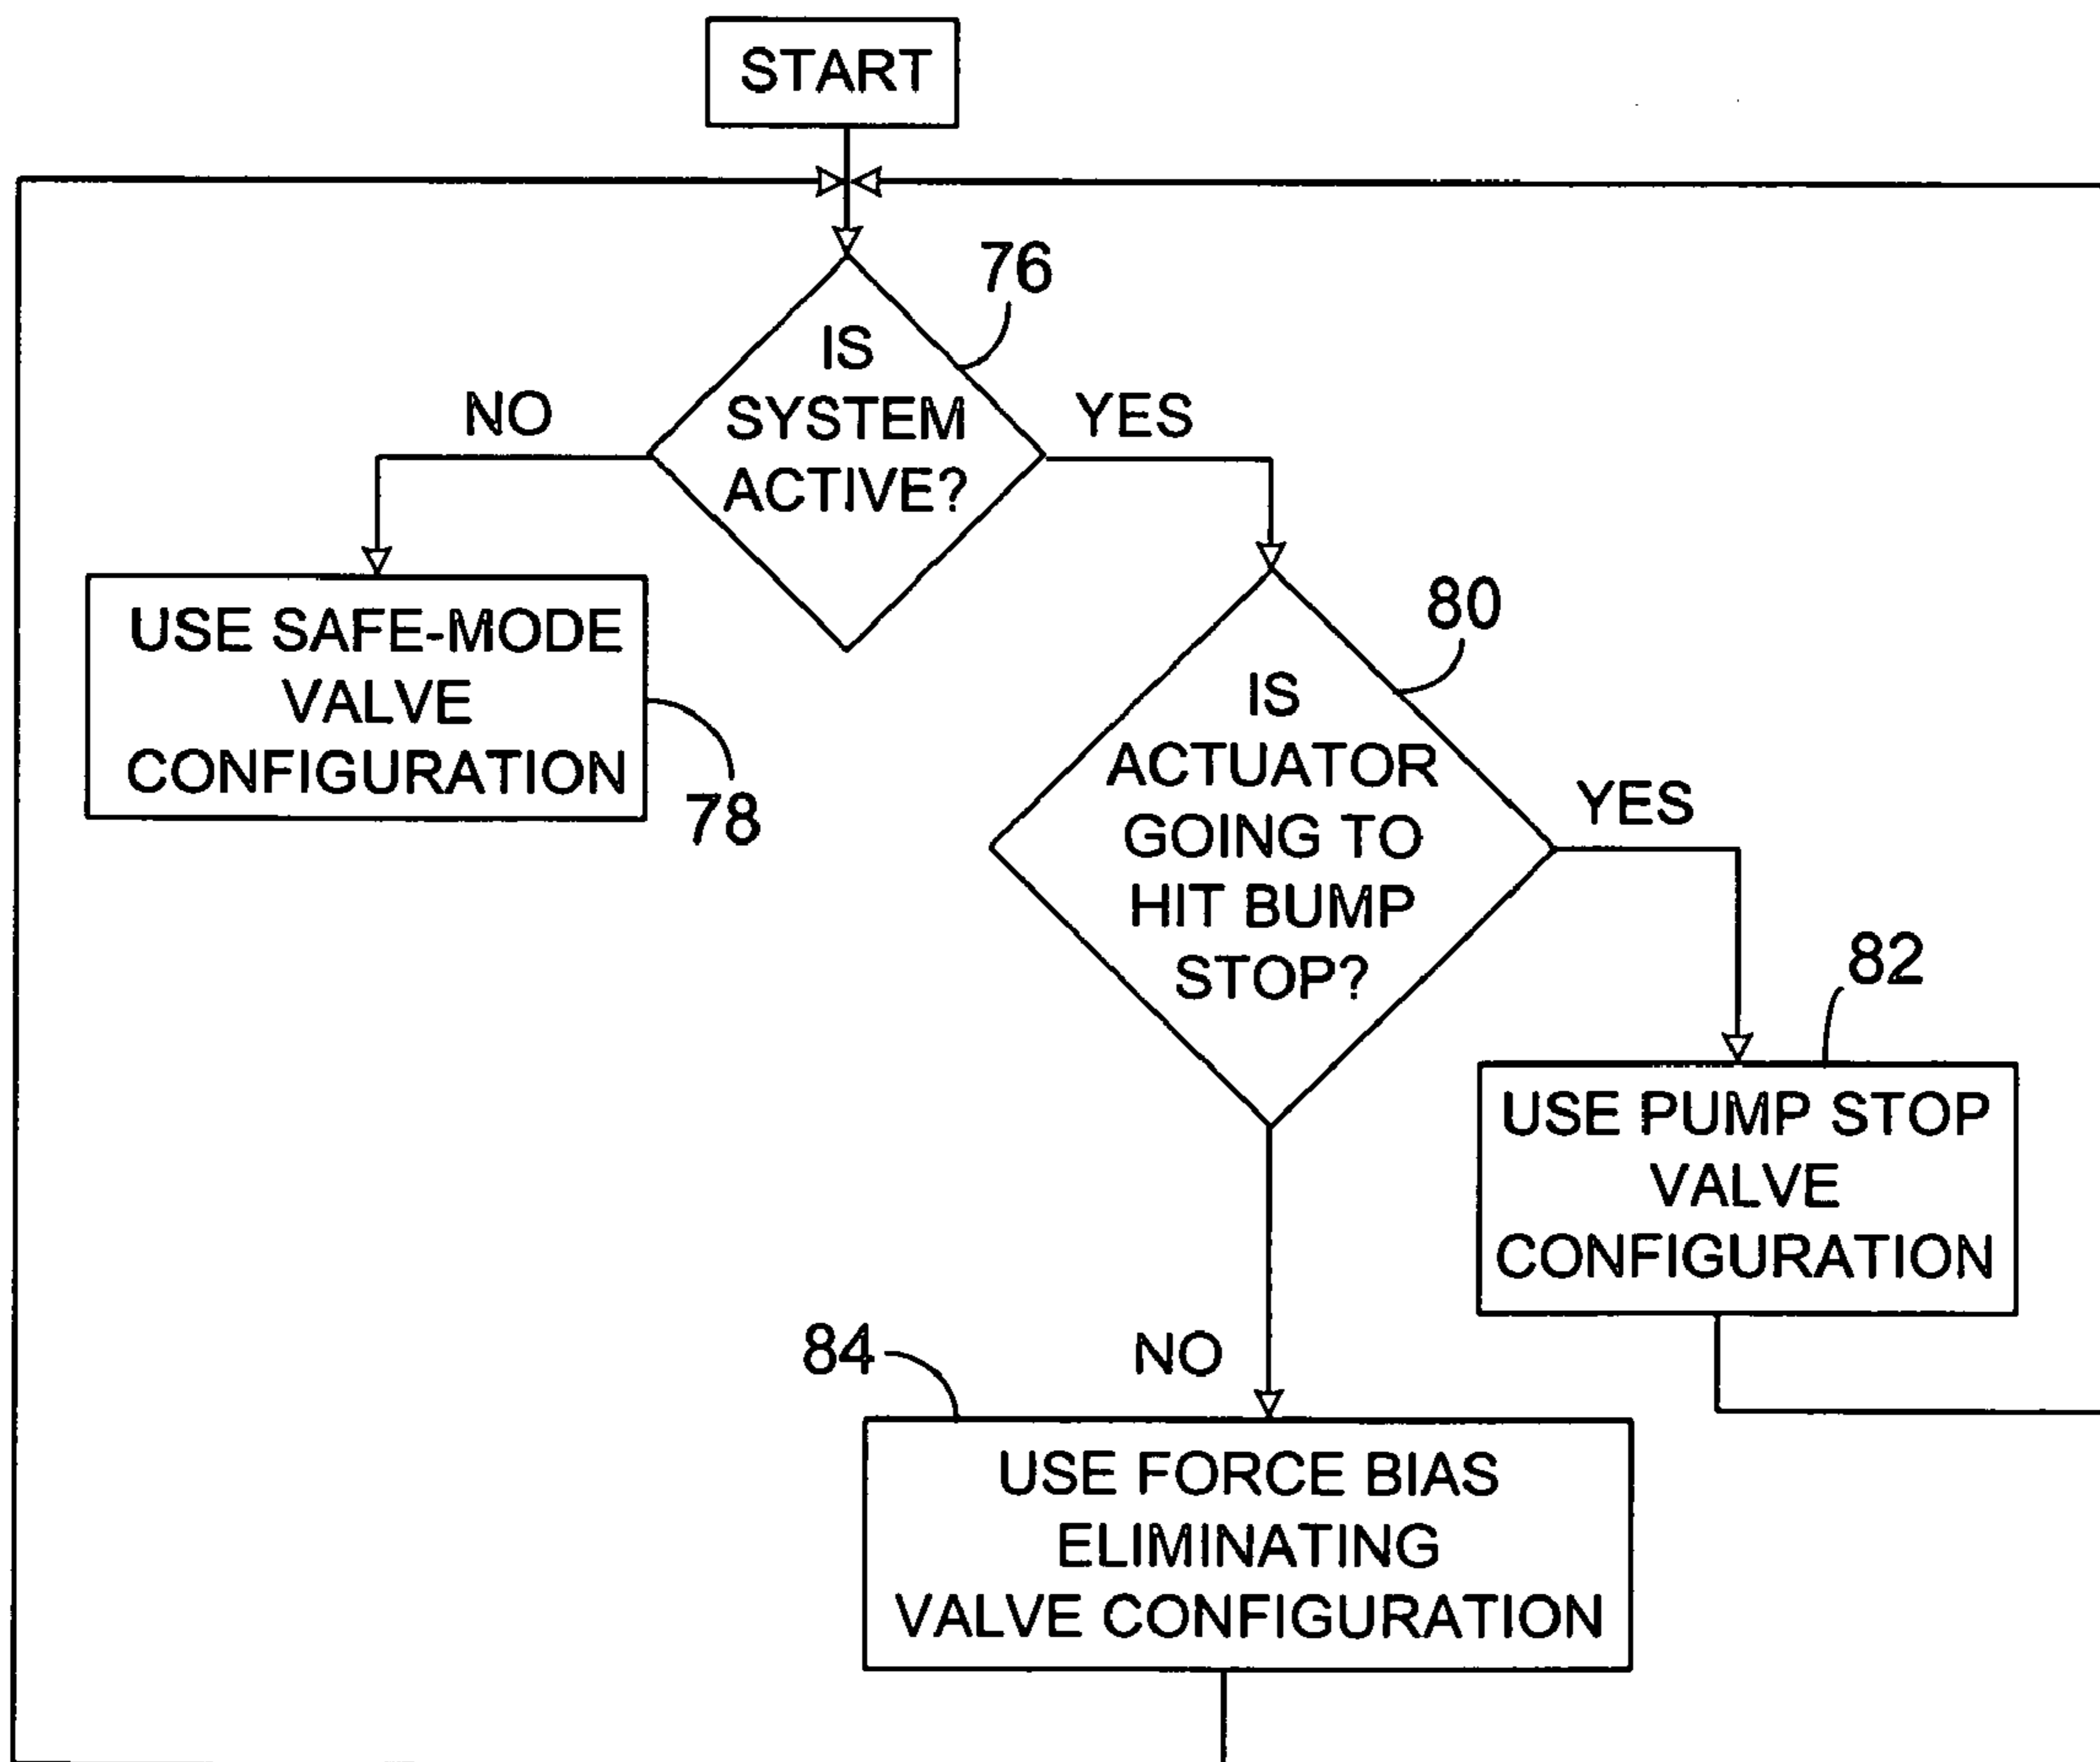 START
76
IS
SYSTEM
ACTIVE?
NO
YES
USE SAFE-MODE
VALVE
CONFIGURATION
78
80
IS
ACTUATOR
GOING TO
HIT BUMP
STOP?
YES
82
USE PUMP STOP
VALVE
CONFIGURATION
NO
84
USE FORCE BIAS
ELIMINATING
VALVE CONFIGURATION